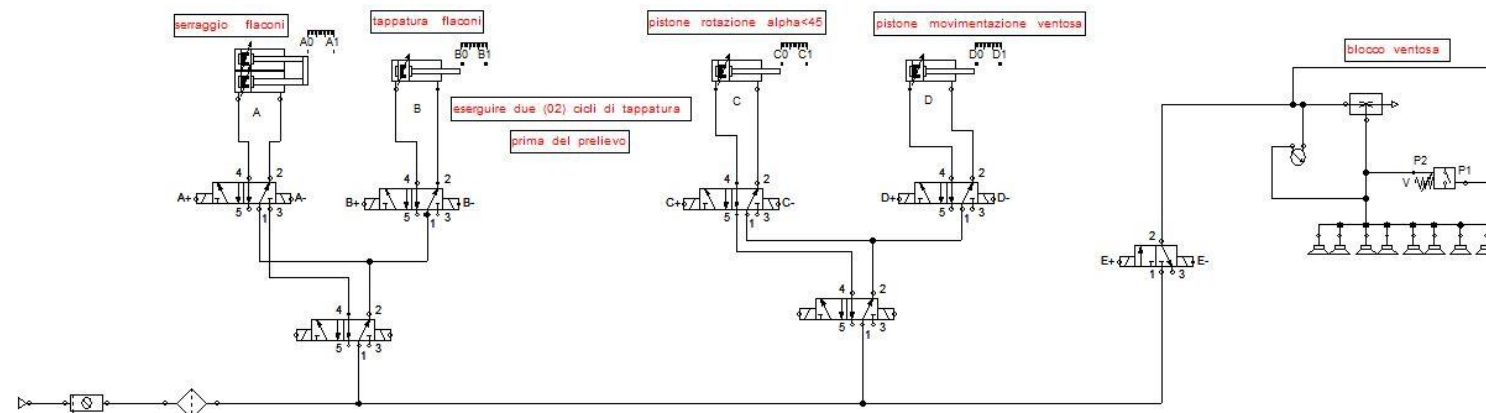 serraggio flaconi
tappatura flaconi
pistone rotazione alpha<45
pistone movimentazione ventosa
blocco ventosa
A0 A1
B0 B1
C0 C1
D0 D1
A
B
C
D
eserguire due (02) cicli di tappatura
prima del prelievo
P2
P1
V
4 2
4 2
4 2
4 2
A+
A-
B+
B-
C+
C-
D+
D-
5 1 3
5 1 3
5 1 3
5 1 3
2
E+
E-
1 3
4 2
5 1 3
4 2
5 1 3